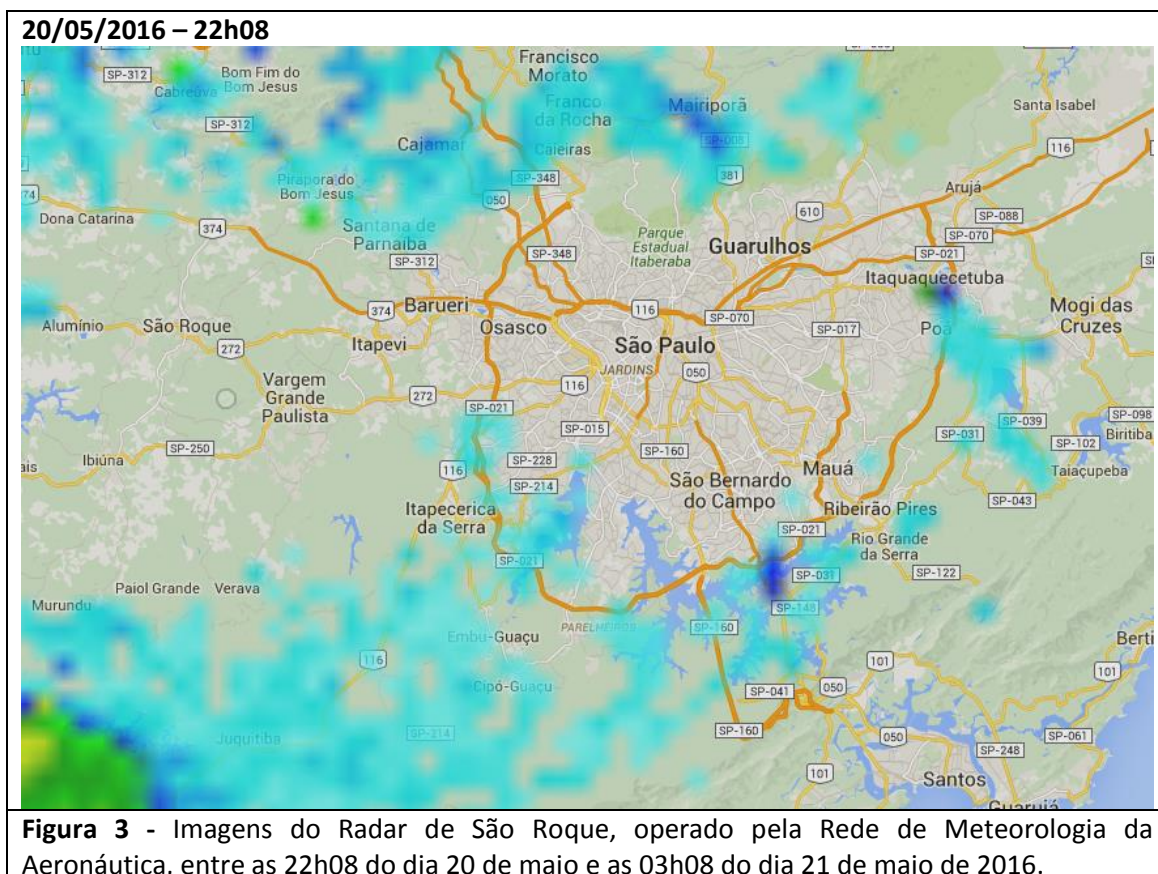 20/05/2016 – 22h08
Francisco
Morato
SP-312
Bom Fim do
Bom Jesus
Cabreúva
Franco
da Rocha
Mairiporã
Santa Isabel
SP-312
Cajamar
Caieiras
SP-008
116
Pirapora do
Bom Jesus
SP-348
381
Arujá
374
050
Dona Catarina
374
Santana de
Parnaíba
610
SP-088
SP-070
Parque
Estadual
Itaberaba
Guarulhos
SP-312
SP-348
SP-021
Itaquaquecetuba
Barueri
374
116
SP-070
Mogi das
Cruzes
Alumínio
São Roque
Osasco
SP-017
Poá
272
Itapevi
São Paulo
JARDINS
050
Vargem
Grande
Paulista
272
116
SP-021
SP-015
SP-039
SP-098
SP-250
SP-160
SP-031
SP-102
Biritiba
Ibiúna
ais
116
SP-228
Mauá
Taiaçupeba
SP-214
São Bernardo
do Campo
SP-043
Itapecerica
da Serra
Ribeirão Pires
SP-021
Rio Grande
da Serra
SP-021
SP-031
SP-122
Paiol Grande
Verava
Murundu
SP-148
PARELHEIROS
SP-160
Embu-Guaçu
Berti
116
101
101
Cipó-Guaçu
SP-041
050
Juquitiba
SP-214
SP-160
050
SP-061
SP-248
101
Santos
Guarujá
Figura 3 - Imagens do Radar de São Roque, operado pela Rede de Meteorologia da
Aeronáutica, entre as 22h08 do dia 20 de maio e as 03h08 do dia 21 de maio de 2016.